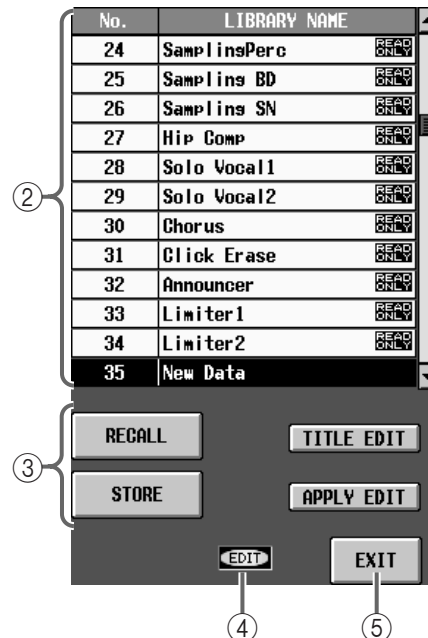 No. LIBRARY NAME
24 SamplingPerc READ ONLY
25 Sampling BD READ ONLY
26 Sampling SN READ ONLY
27 Hip Comp READ ONLY
28 Solo Vocal1 READ ONLY
29 Solo Vocal2 READ ONLY
30 Chorus READ ONLY
31 Click Erase READ ONLY
32 Announcer READ ONLY
33 Limiter1 READ ONLY
34 Limiter2 READ ONLY
35 New Data
②
RECALL TITLE EDIT
③
STORE APPLY EDIT
EDIT EXIT
④ ⑤